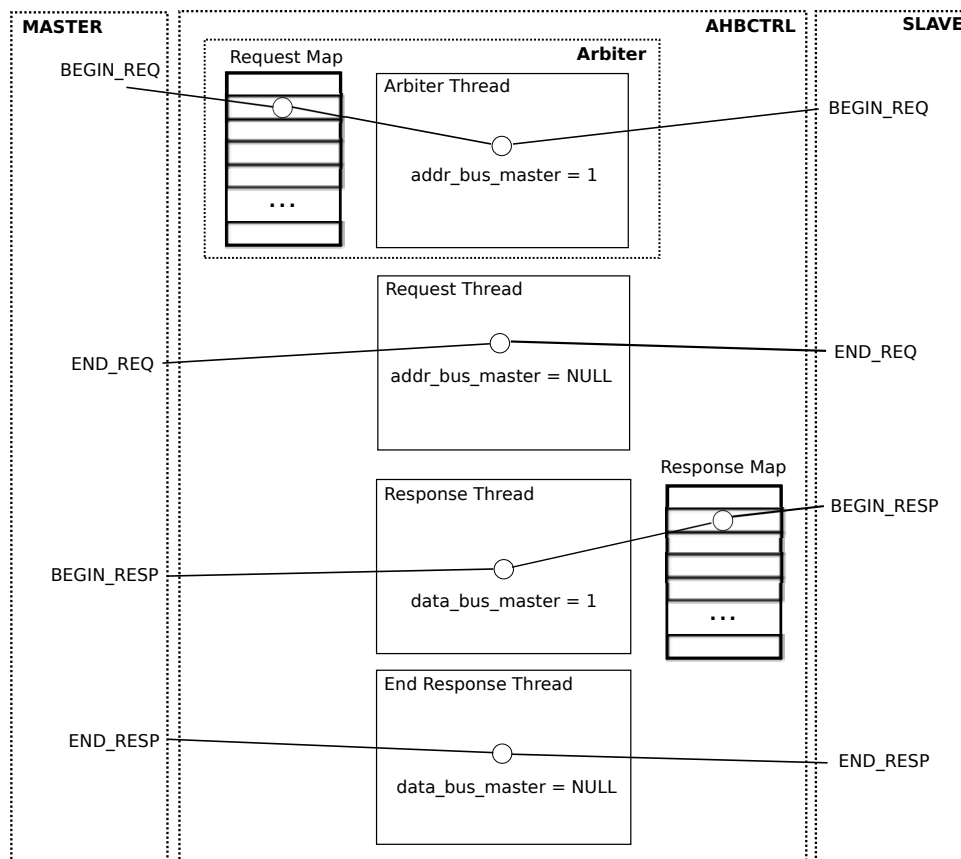 MASTER
AHBCTRL
SLAVE
Arbiter
Request Map
BEGIN_REQ
Arbiter Thread
BEGIN_REQ
addr_bus_master = 1
...
Request Thread
END_REQ
END_REQ
addr_bus_master = NULL
Response Map
Response Thread
BEGIN_RESP
BEGIN_RESP
data_bus_master = 1
...
End Response Thread
END_RESP
END_RESP
data_bus_master = NULL